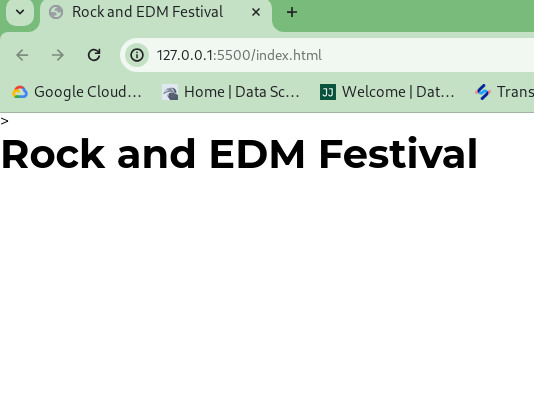 Rock and EDM Festival
127.0.0.1:5500/index.html
Google Cloud... Home | Data Sc... Welcome | Dat... Trans
>
Rock and EDM Festival